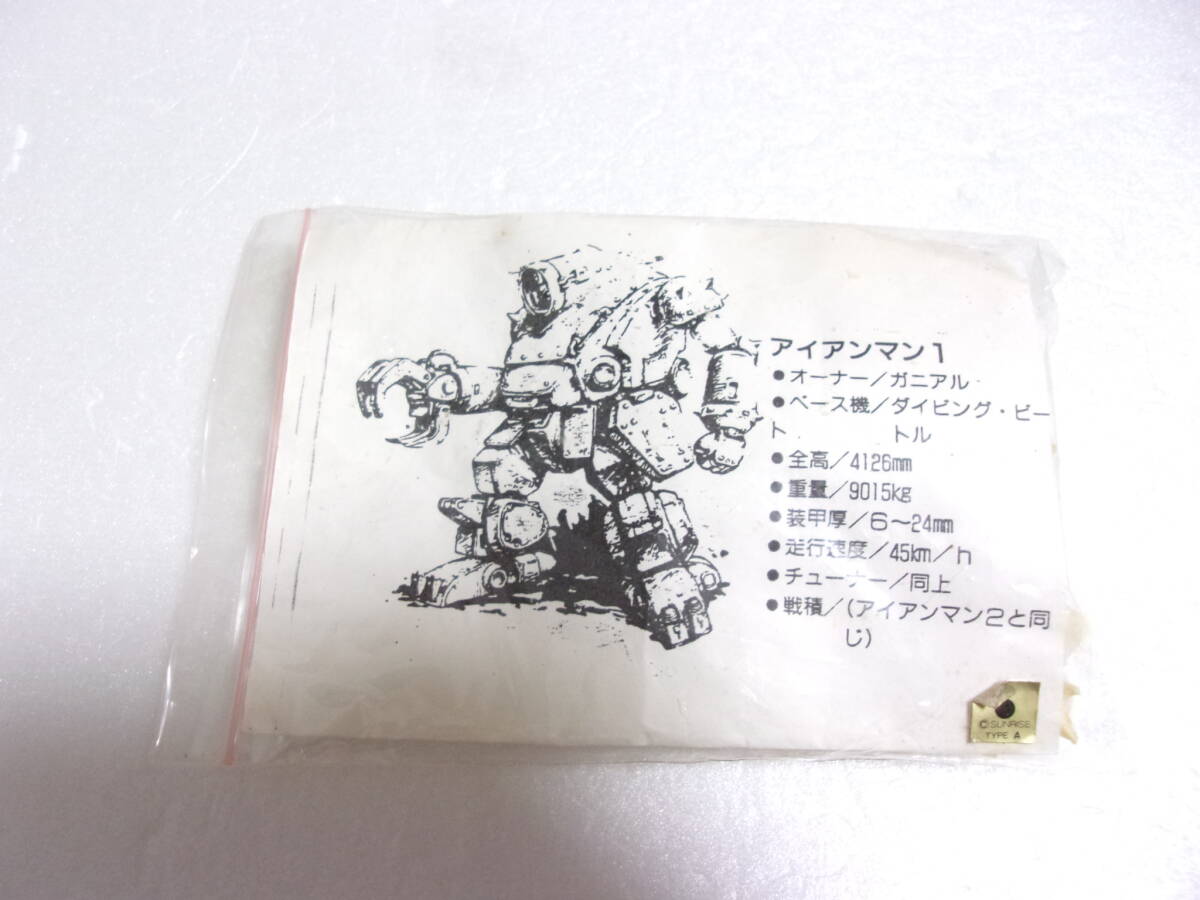 アイアンマン1
●オーナー/ガニアル
●ベース機/ダイビング・ビー
ト. トル
●全高/4126mm
●重量/9015kg
●装甲厚/6〜24mm
●走行速度/45km/h
●チューナー/同上
●戦積/(アイアンマン2と同
じ)
©SUNRISE
TYPE A